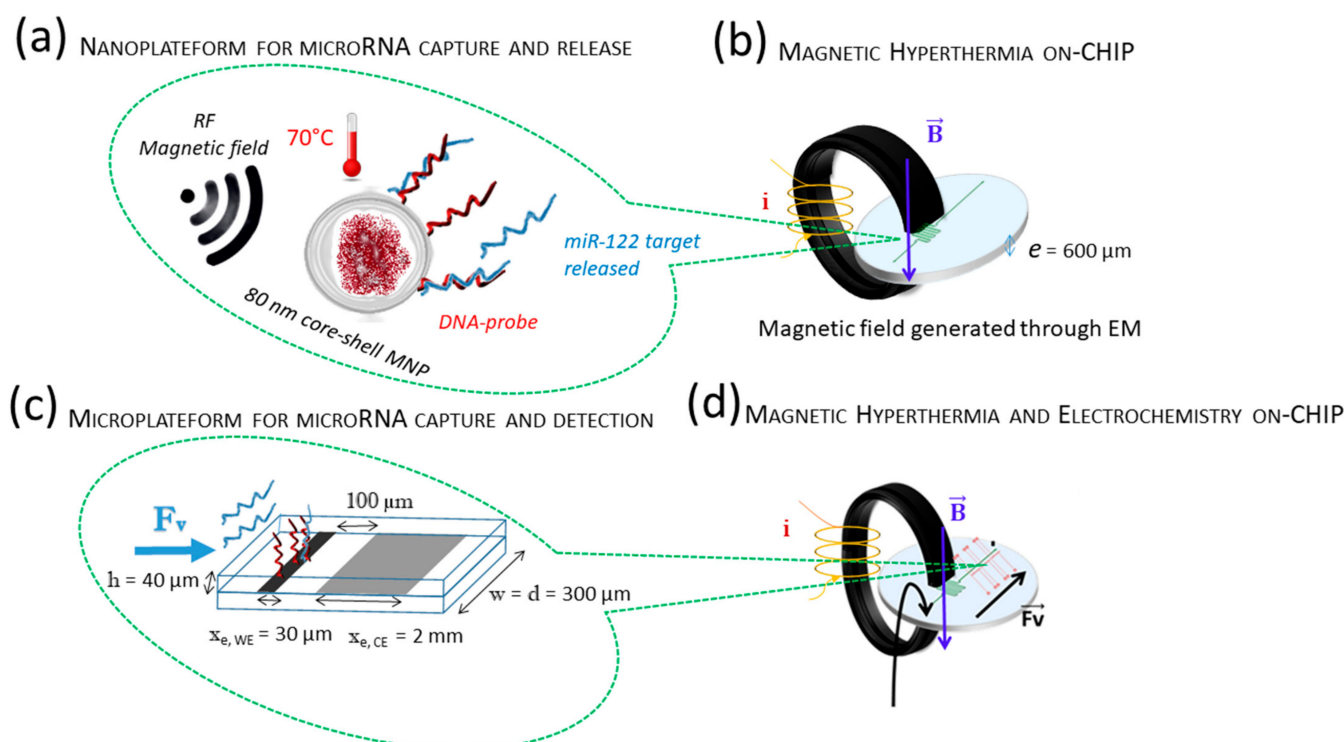 (a) NANOPLATEFORM FOR MICRORNA CAPTURE AND RELEASE
RF
Magnetic field
70°C
miR-122 target
released
DNA-probe
80 nm core-shell MNP
(b) MAGNETIC HYPERTHERMIA ON-CHIP
B
i
e = 600 µm
Magnetic field generated through EM
(c) MICROPLATEFORM FOR MICRORNA CAPTURE AND DETECTION
100 µm
Fv
h = 40 µm
w = d = 300 µm
xe, WE = 30 µm
xe, CE = 2 mm
(d) MAGNETIC HYPERTHERMIA AND ELECTROCHEMISTRY ON-CHIP
B
i
Fv